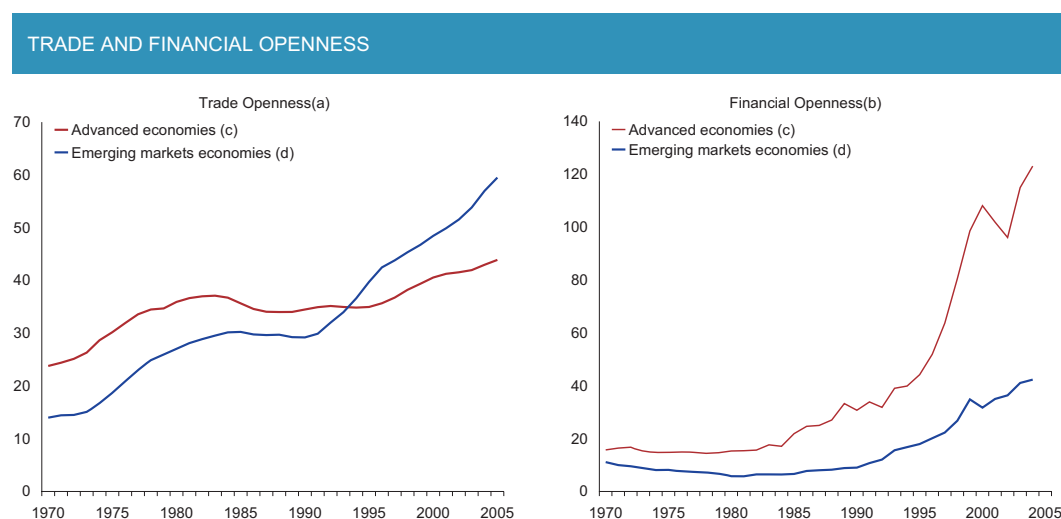 TRADE AND FINANCIAL OPENNESS
Trade Openness(a)
70
60
50
40
30
20
10
0
Advanced economies (c)
Emerging markets economies (d)
1970 1975 1980 1985 1990 1995 2000 2005
Financial Openness(b)
140
120
100
80
60
40
20
0
Advanced economies (c)
Emerging markets economies (d)
1970 1975 1980 1985 1990 1995 2000 2005